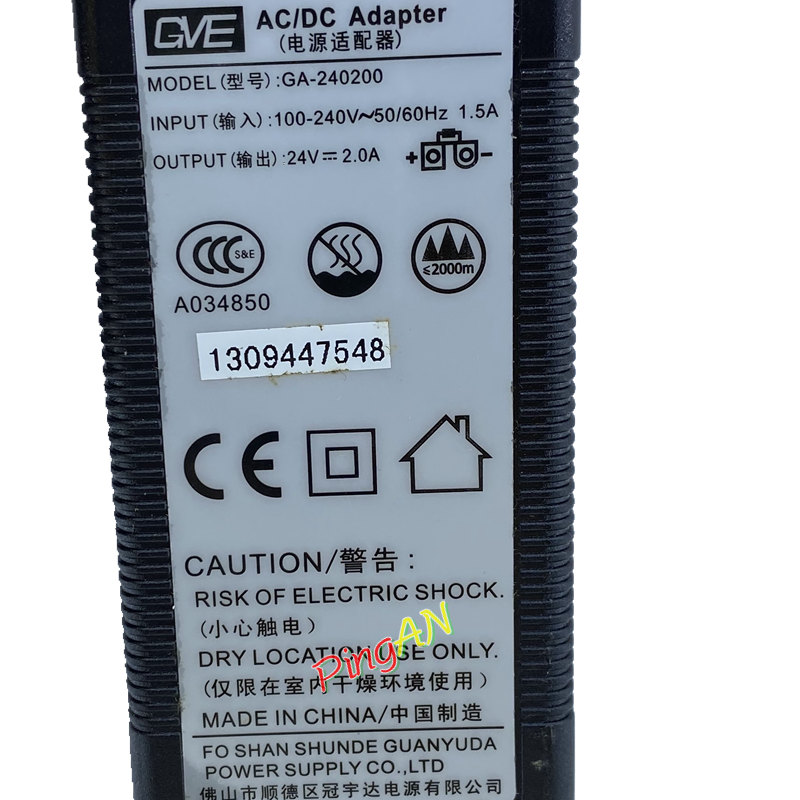 GVE
AC/DC Adapter
(电源适配器)
MODEL(型号):GA-240200
INPUT(输入):100-240V~50/60Hz 1.5A
OUTPUT(输出):24V⎓2.0A
+ -
S&E
≤2000m
A034850
1309447548
CE
CAUTION/警告:
RISK OF ELECTRIC SHOCK.
(小心触电)
DRY LOCATION USE ONLY.
(仅限在室内干燥环境使用)
PingAN
MADE IN CHINA/中国制造
FO SHAN SHUNDE GUANYUDA
POWER SUPPLY CO.,LTD
佛山市顺德区冠宇达电源有限公司